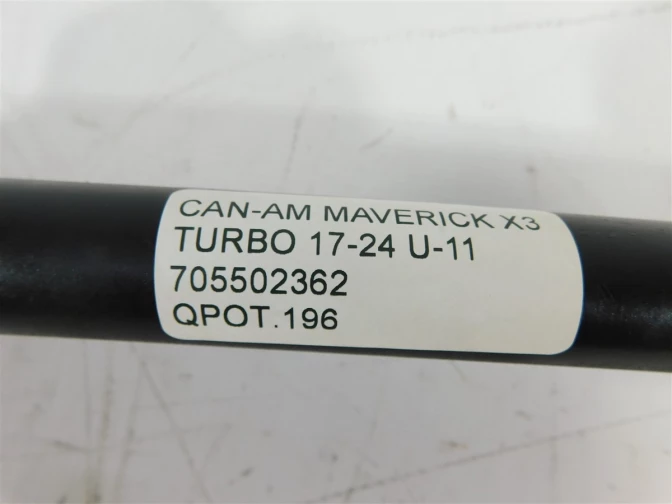 CAN-AM MAVERICK X3
TURBO 17-24 U-11
705502362
QPOT.196